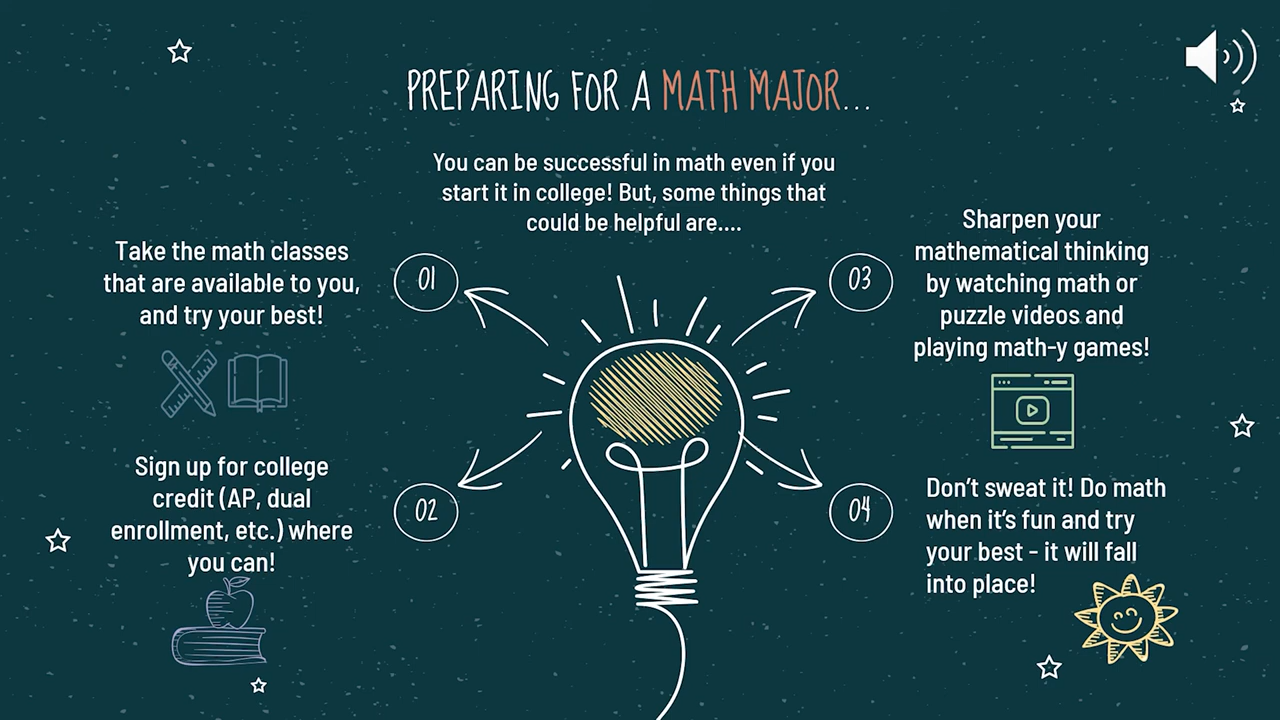 PREPARING FOR A MATH MAJOR...
You can be successful in math even if you
start it in college! But, some things that
could be helpful are....
01
Take the math classes
that are available to you,
and try your best!
02
Sign up for college
credit (AP, dual
enrollment, etc.) where
you can!
03
Sharpen your
mathematical thinking
by watching math or
puzzle videos and
playing math-y games!
04
Don't sweat it! Do math
when it's fun and try
your best - it will fall
into place!